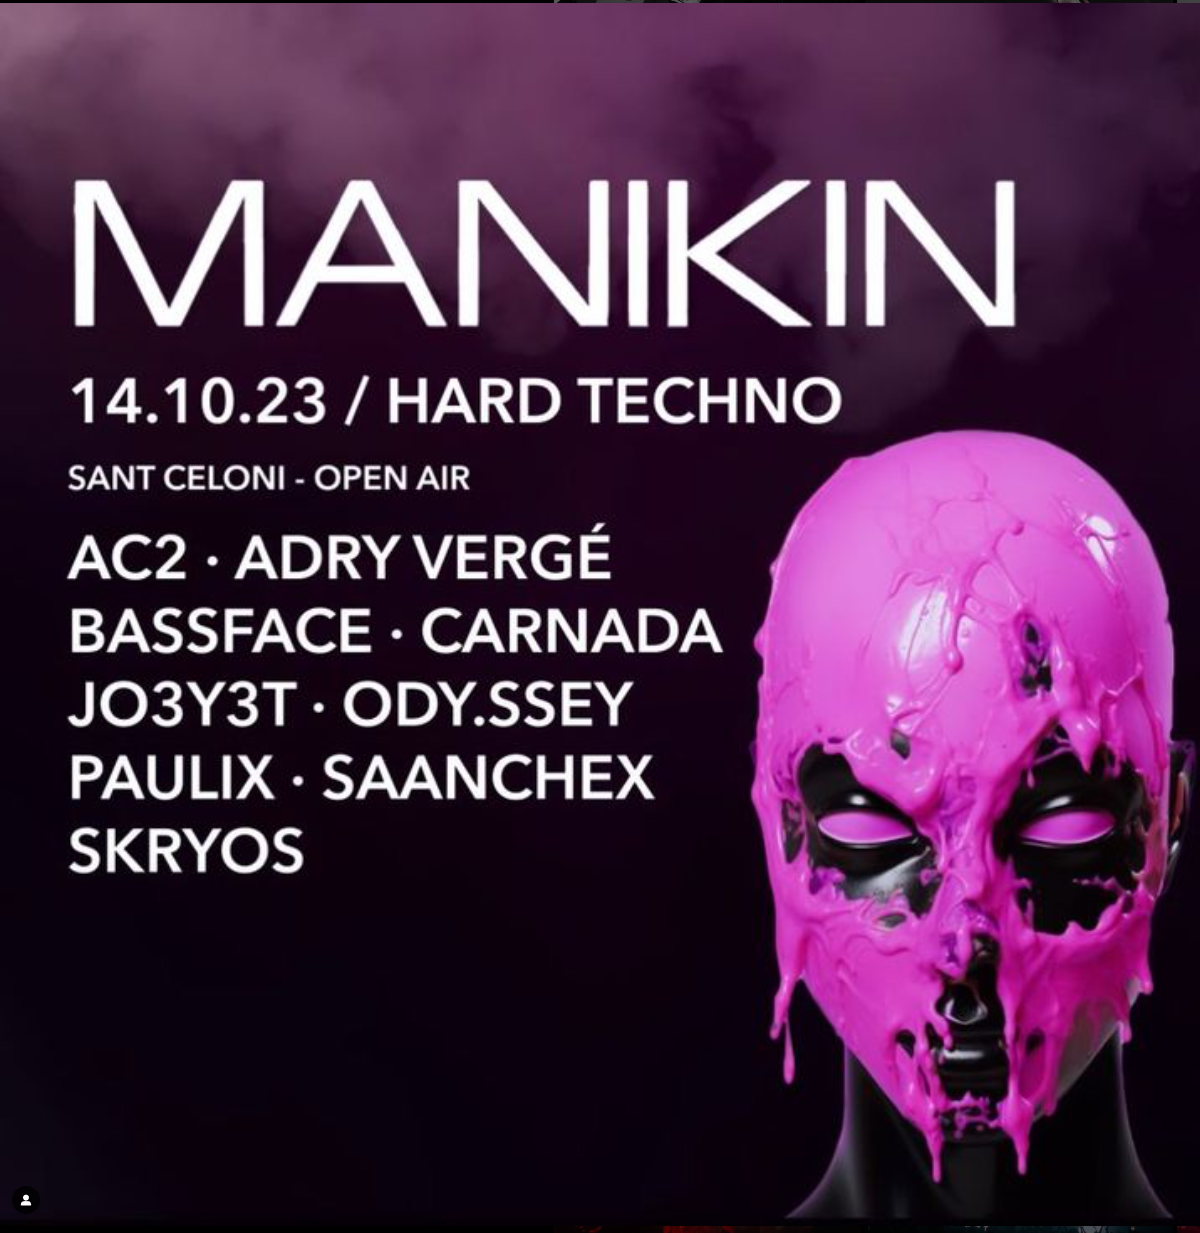 MANIKIN
14.10.23 / HARD TECHNO
SANT CELONI - OPEN AIR
AC2 · ADRY VERGÉ
BASSFACE · CARNADA
JO3Y3T · ODY.SSEY
PAULIX · SAANCHEX
SKRYOS